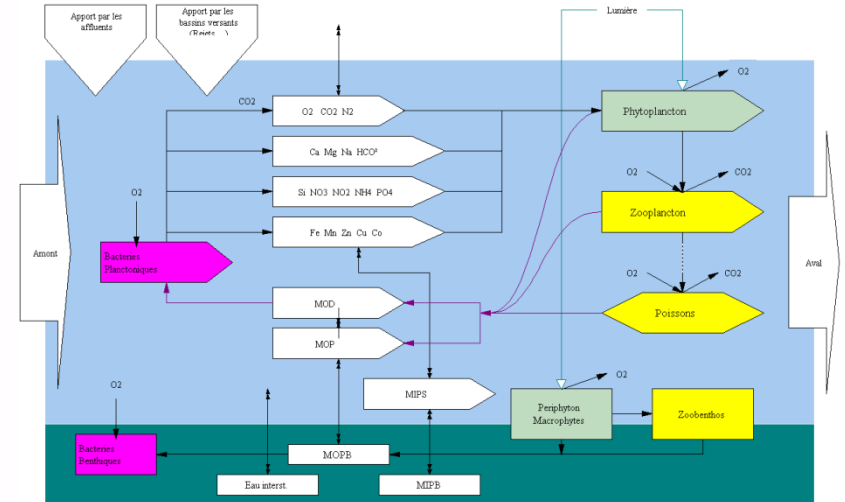 Apport par les
affluents
Apport par les
bassins versants
(Rejets ...)
Lumière
O2
CO2
O2 CO2 N2
Phytoplancton
Ca Mg Na HCO³
O2
CO2
O2
Si NO3 NO2 NH4 PO4
Zooplancton
Fe Mn Zn Cu Co
Amont
Bacteries
Planctoniques
Aval
O2
CO2
MOD
Poissons
MOP
O2
O2
MIPS
Periphyton
Macrophytes
Zoobenthos
Bacteries
Benthiques
MOPB
Eau interst.
MIPB